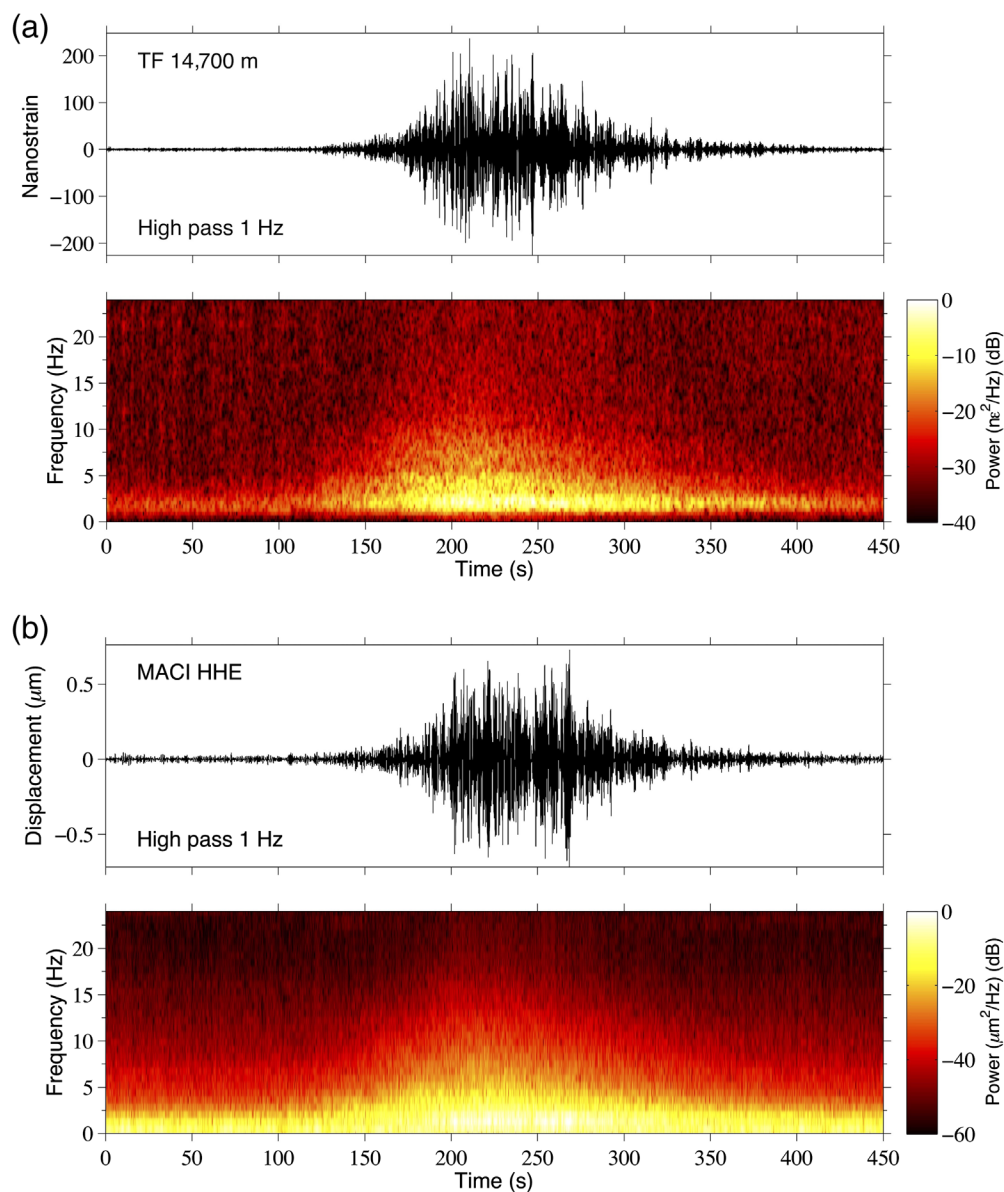 (a)
TF 14,700 m
High pass 1 Hz
Nanostrain
200
100
0
−100
−200
Frequency (Hz)
20
15
10
5
0
0 50 100 150 200 250 300 350 400 450
Time (s)
0
−10
−20
−30
−40
Power (nε²/Hz) (dB)
(b)
MACI HHE
High pass 1 Hz
Displacement (μm)
0.5
0
−0.5
Frequency (Hz)
20
15
10
5
0
0 50 100 150 200 250 300 350 400 450
Time (s)
0
−20
−40
−60
Power (μm²/Hz) (dB)